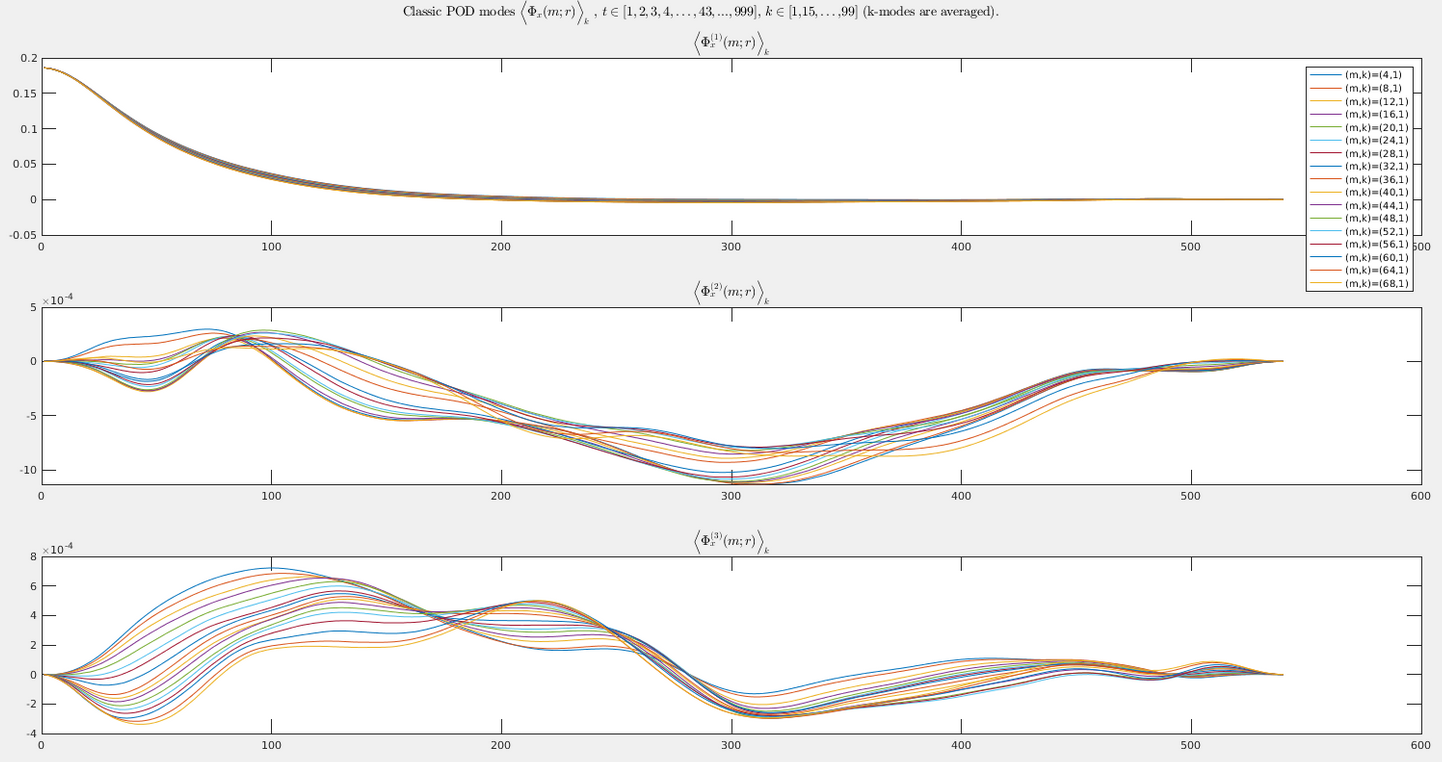 Classic POD modes ⟨Φₓ(m; r)⟩ₖ , t ∈ [1, 2, 3, 4, . . . , 43, ..., 999], k ∈ [1,15, . . . ,99] (k-modes are averaged).
⟨Φₓ⁽¹⁾(m; r)⟩ₖ
0.2
0.15
0.1
0.05
0
-0.05
0 100 200 300 400 500 600
(m,k)=(4,1)
(m,k)=(8,1)
(m,k)=(12,1)
(m,k)=(16,1)
(m,k)=(20,1)
(m,k)=(24,1)
(m,k)=(28,1)
(m,k)=(32,1)
(m,k)=(36,1)
(m,k)=(40,1)
(m,k)=(44,1)
(m,k)=(48,1)
(m,k)=(52,1)
(m,k)=(56,1)
(m,k)=(60,1)
(m,k)=(64,1)
(m,k)=(68,1)
⟨Φₓ⁽²⁾(m; r)⟩ₖ
×10⁻⁴
5
0
-5
-10
0 100 200 300 400 500 600
⟨Φₓ⁽³⁾(m; r)⟩ₖ
×10⁻⁴
8
6
4
2
0
-2
-4
0 100 200 300 400 500 600